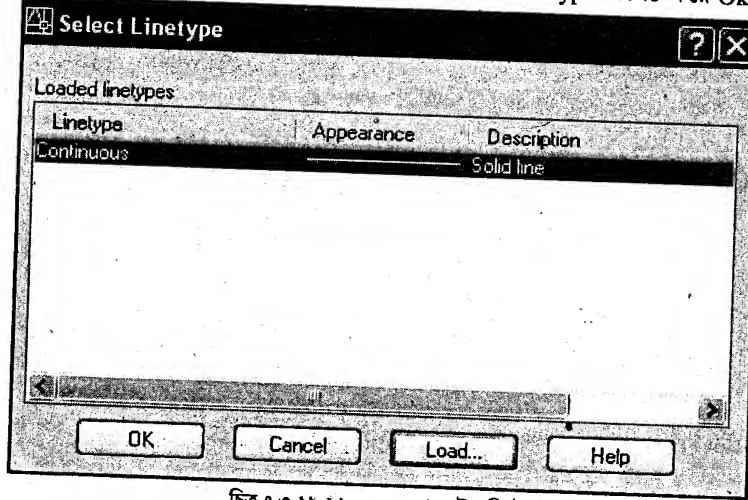 Select Linetype
Loaded linetypes
Linetype Appearance Description
Continuous Solid line
OK Cancel Load... Help
চিত্র